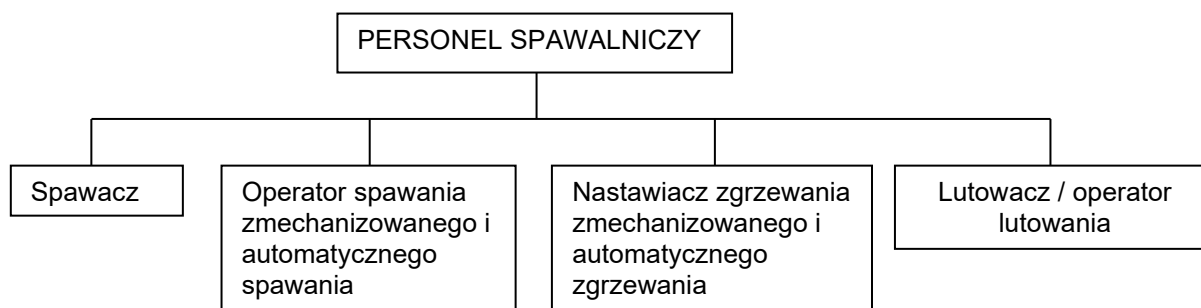 PERSONEL SPAWALNICZY
Spawacz
Operator spawania
zmechanizowanego i
automatycznego
spawania
Nastawiacz zgrzewania
zmechanizowanego i
automatycznego
zgrzewania
Lutowacz / operator
lutowania